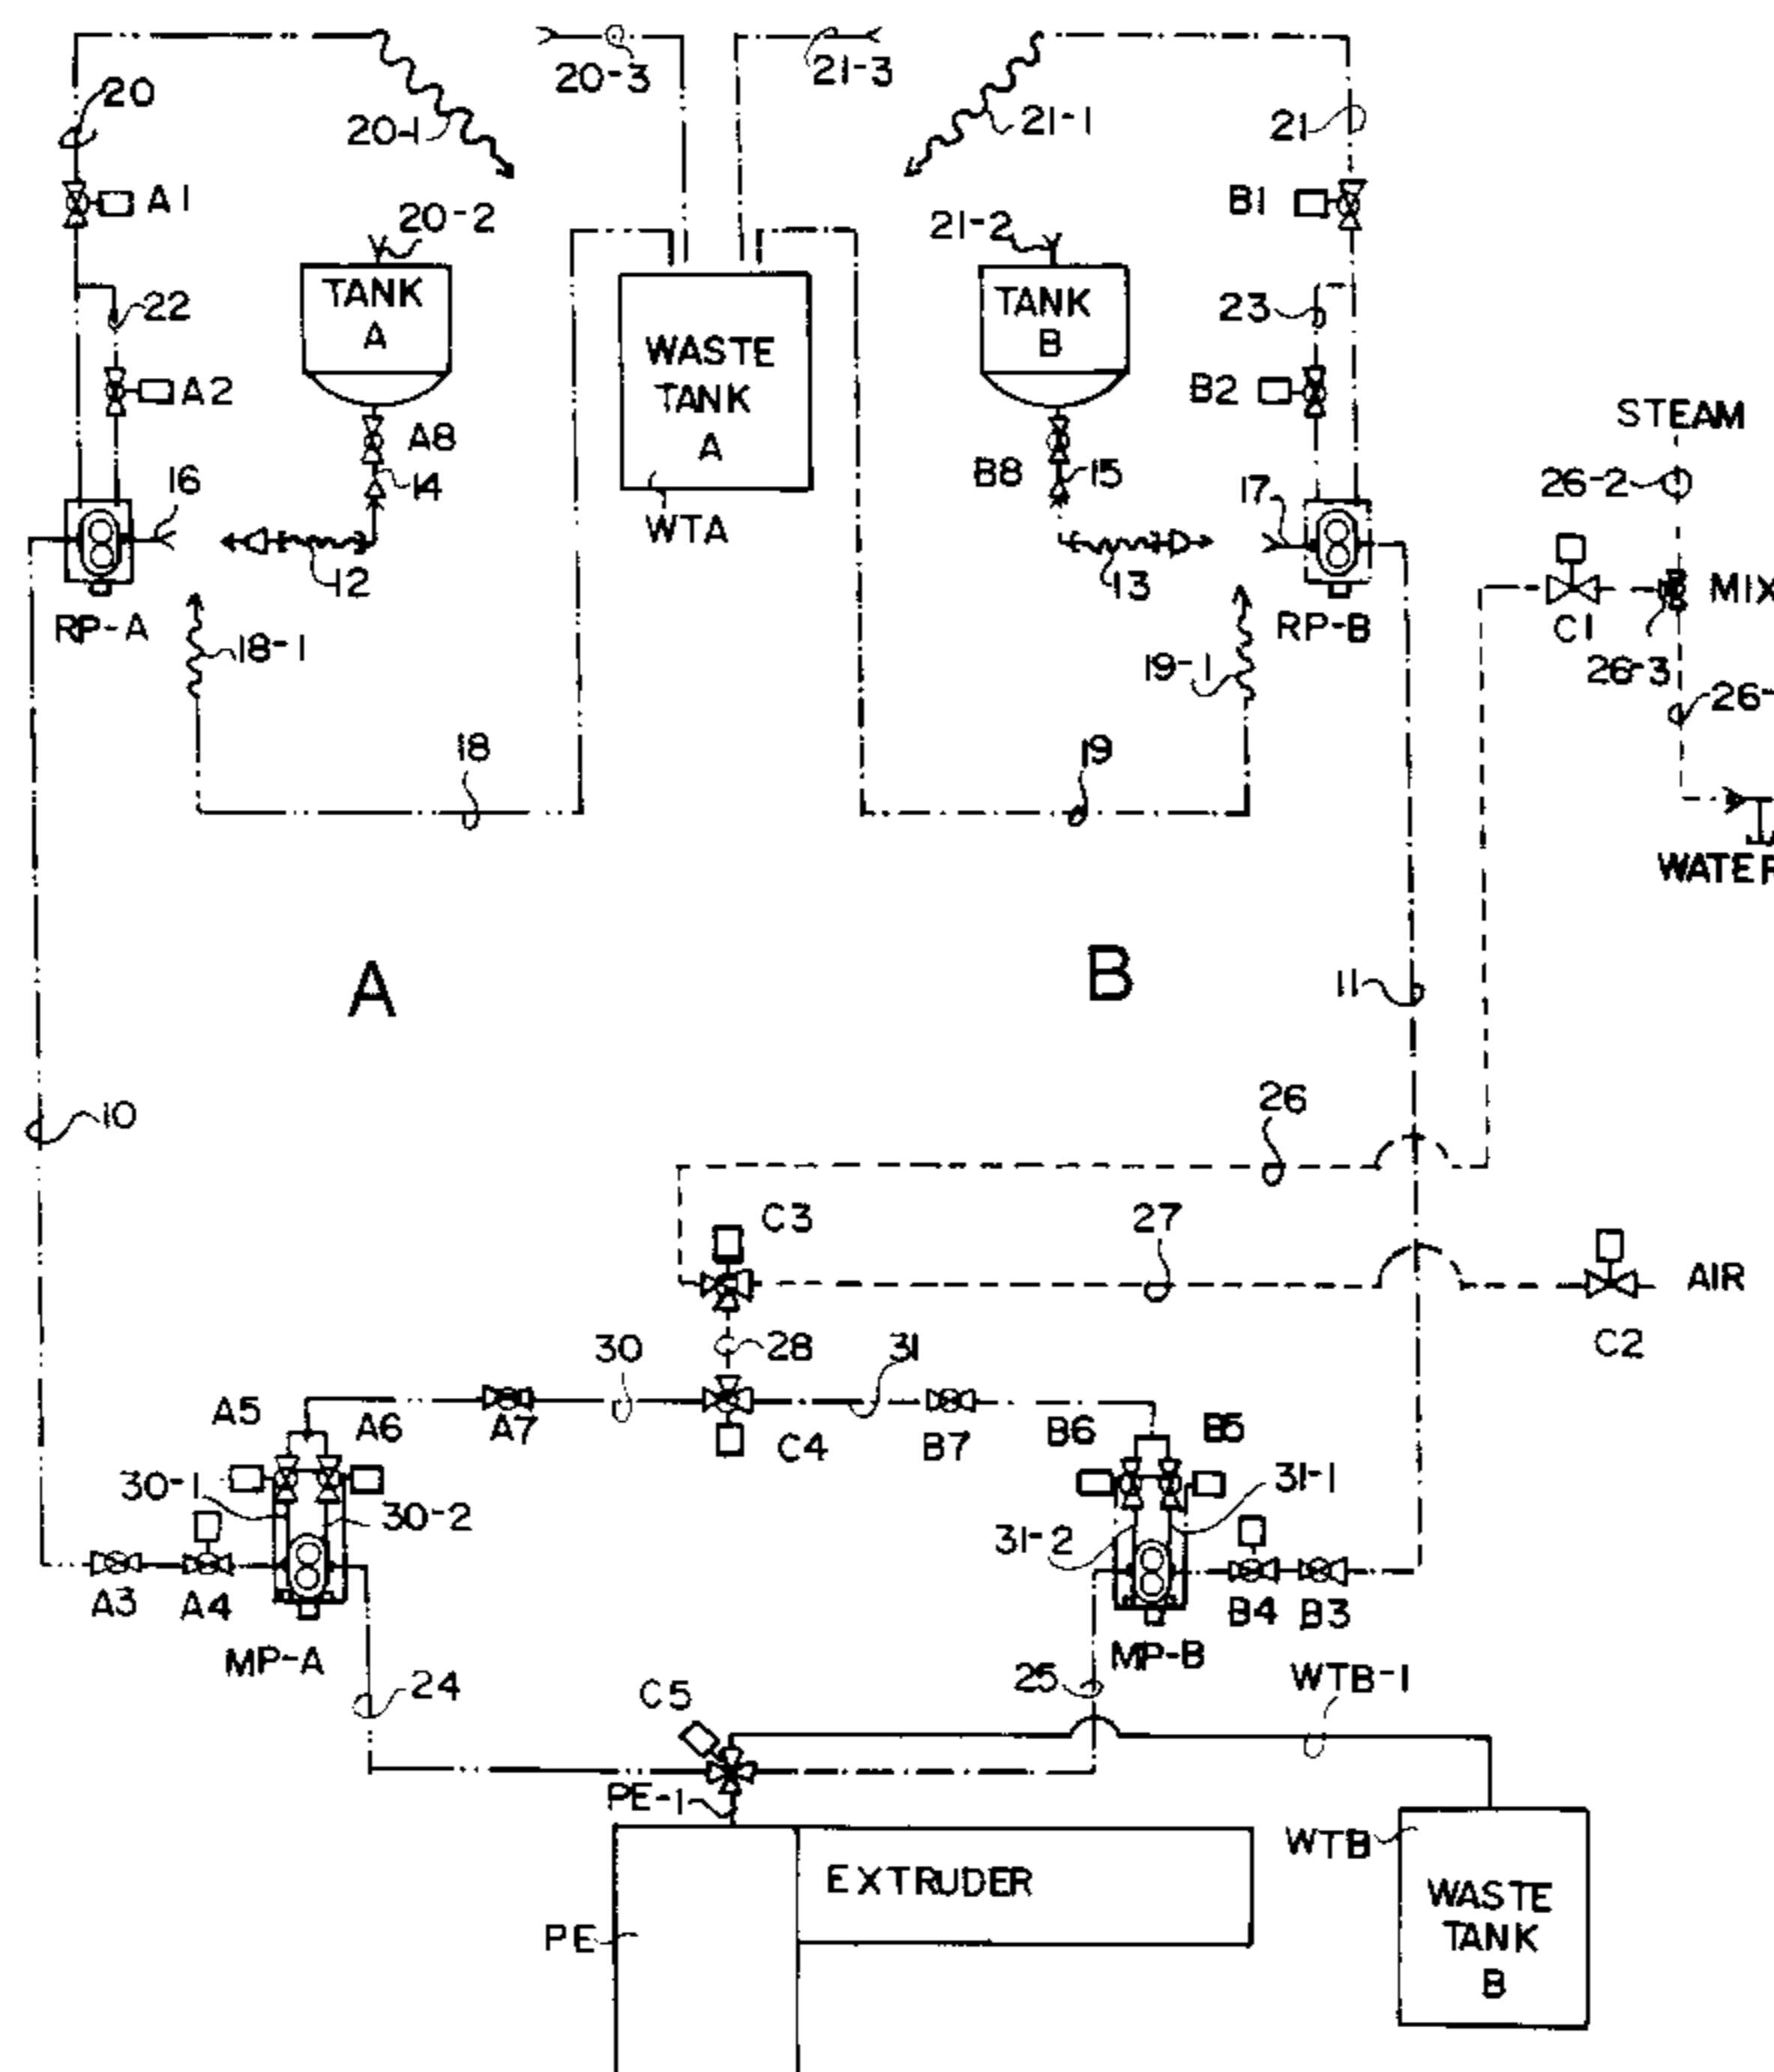 20
20-1
20-3
21-3
21-1
21
A1
20-2
21-2
B1
22
TANK
A
WASTE
TANK
A
TANK
B
23
A2
B2
STEAM
A8
16
14
WTA
B8
15
17
26-2
12
13
RP-A
RP-B
C1
MIX
18-1
19-1
26-3
26-
18
19
WATER
A
B
11
10
26
C3
27
AIR
28
30
31
C2
A5
A6
A7
C4
B7
B6
B5
30-1
30-2
31-1
31-2
A3
A4
B4
B3
MP-A
MP-B
24
C5
25
WTB-1
PE-1
EXTRUDER
WTB
PE
WASTE
TANK
B